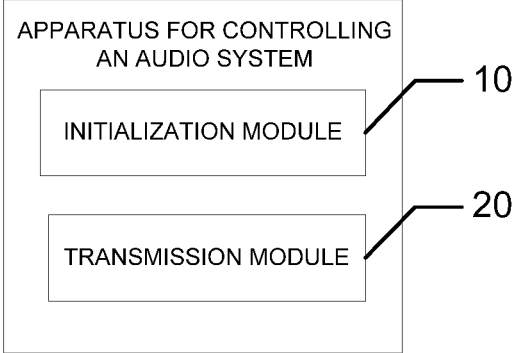 APPARATUS FOR CONTROLLING
AN AUDIO SYSTEM
10
INITIALIZATION MODULE
20
TRANSMISSION MODULE